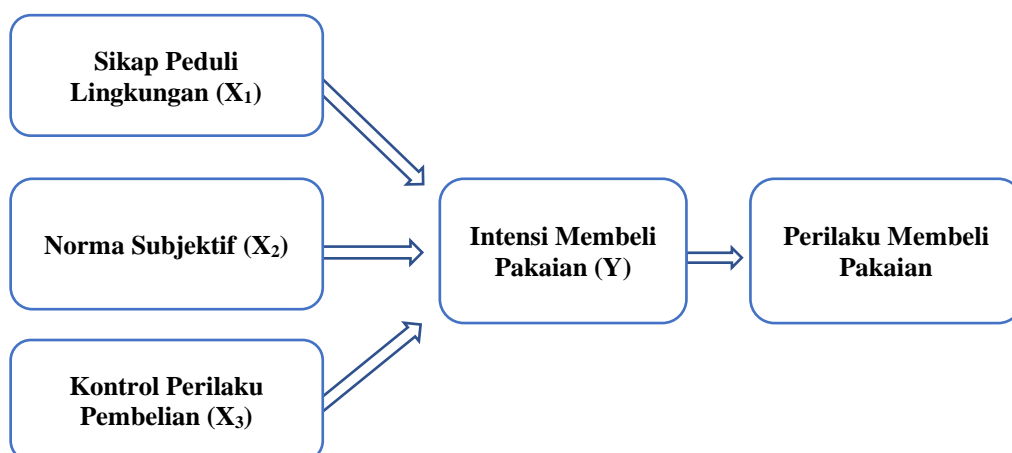 Sikap Peduli
Lingkungan (X₁)
Norma Subjektif (X₂)
Kontrol Perilaku
Pembelian (X₃)
Intensi Membeli
Pakaian (Y)
Perilaku Membeli
Pakaian